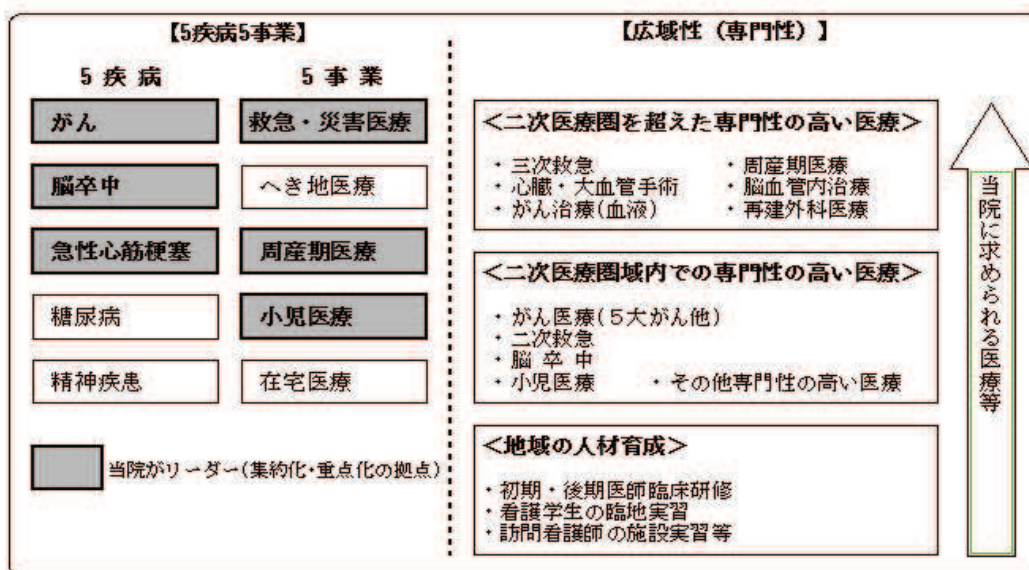 【5疾病5事業】
5 疾 病
5 事 業
がん
救急・災害医療
脳卒中
へき地医療
急性心筋梗塞
周産期医療
糖尿病
小児医療
精神疾患
在宅医療
当院がリーダー(集約化・重点化の拠点)
【広域性（専門性）】
＜二次医療圏を超えた専門性の高い医療＞
・三次救急 ・周産期医療
・心臓・大血管手術 ・脳血管内治療
・がん治療(血液) ・再建外科医療
＜二次医療圏域内での専門性の高い医療＞
・がん医療(５大がん他)
・二次救急
・脳 卒 中
・小児医療 ・その他専門性の高い医療
＜地域の人材育成＞
・初期・後期医師臨床研修
・看護学生の臨地実習
・訪問看護師の施設実習等
当院に求められる医療等